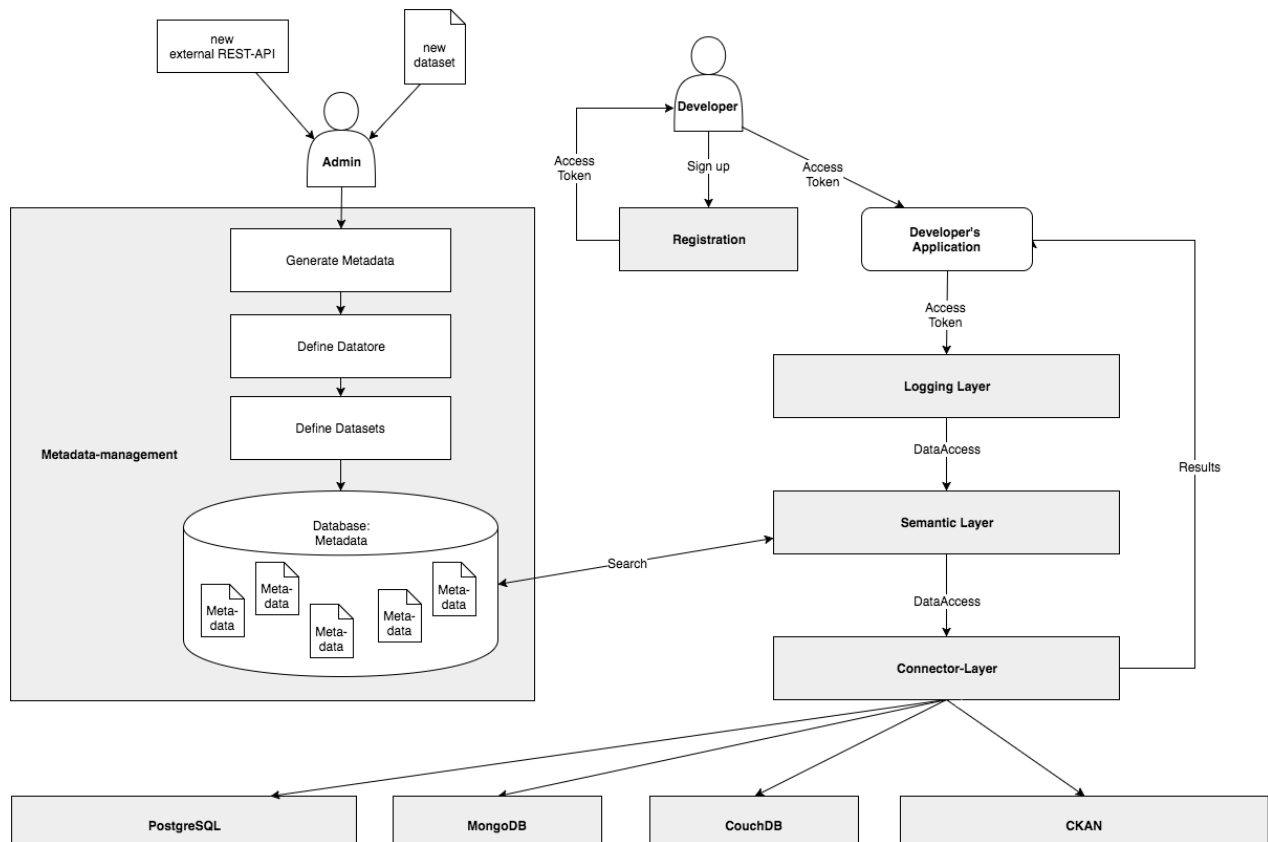 new
external REST-API
new
dataset
Admin
Developer
Access
Token
Sign up
Access
Token
Registration
Developer's
Application
Generate Metadata
Define Datatore
Define Datasets
Metadata-management
Database:
Metadata
Meta-
data
Meta-
data
Meta-
data
Meta-
data
Meta-
data
Search
Access
Token
Logging Layer
DataAccess
Semantic Layer
DataAccess
Connector-Layer
Results
PostgreSQL
MongoDB
CouchDB
CKAN